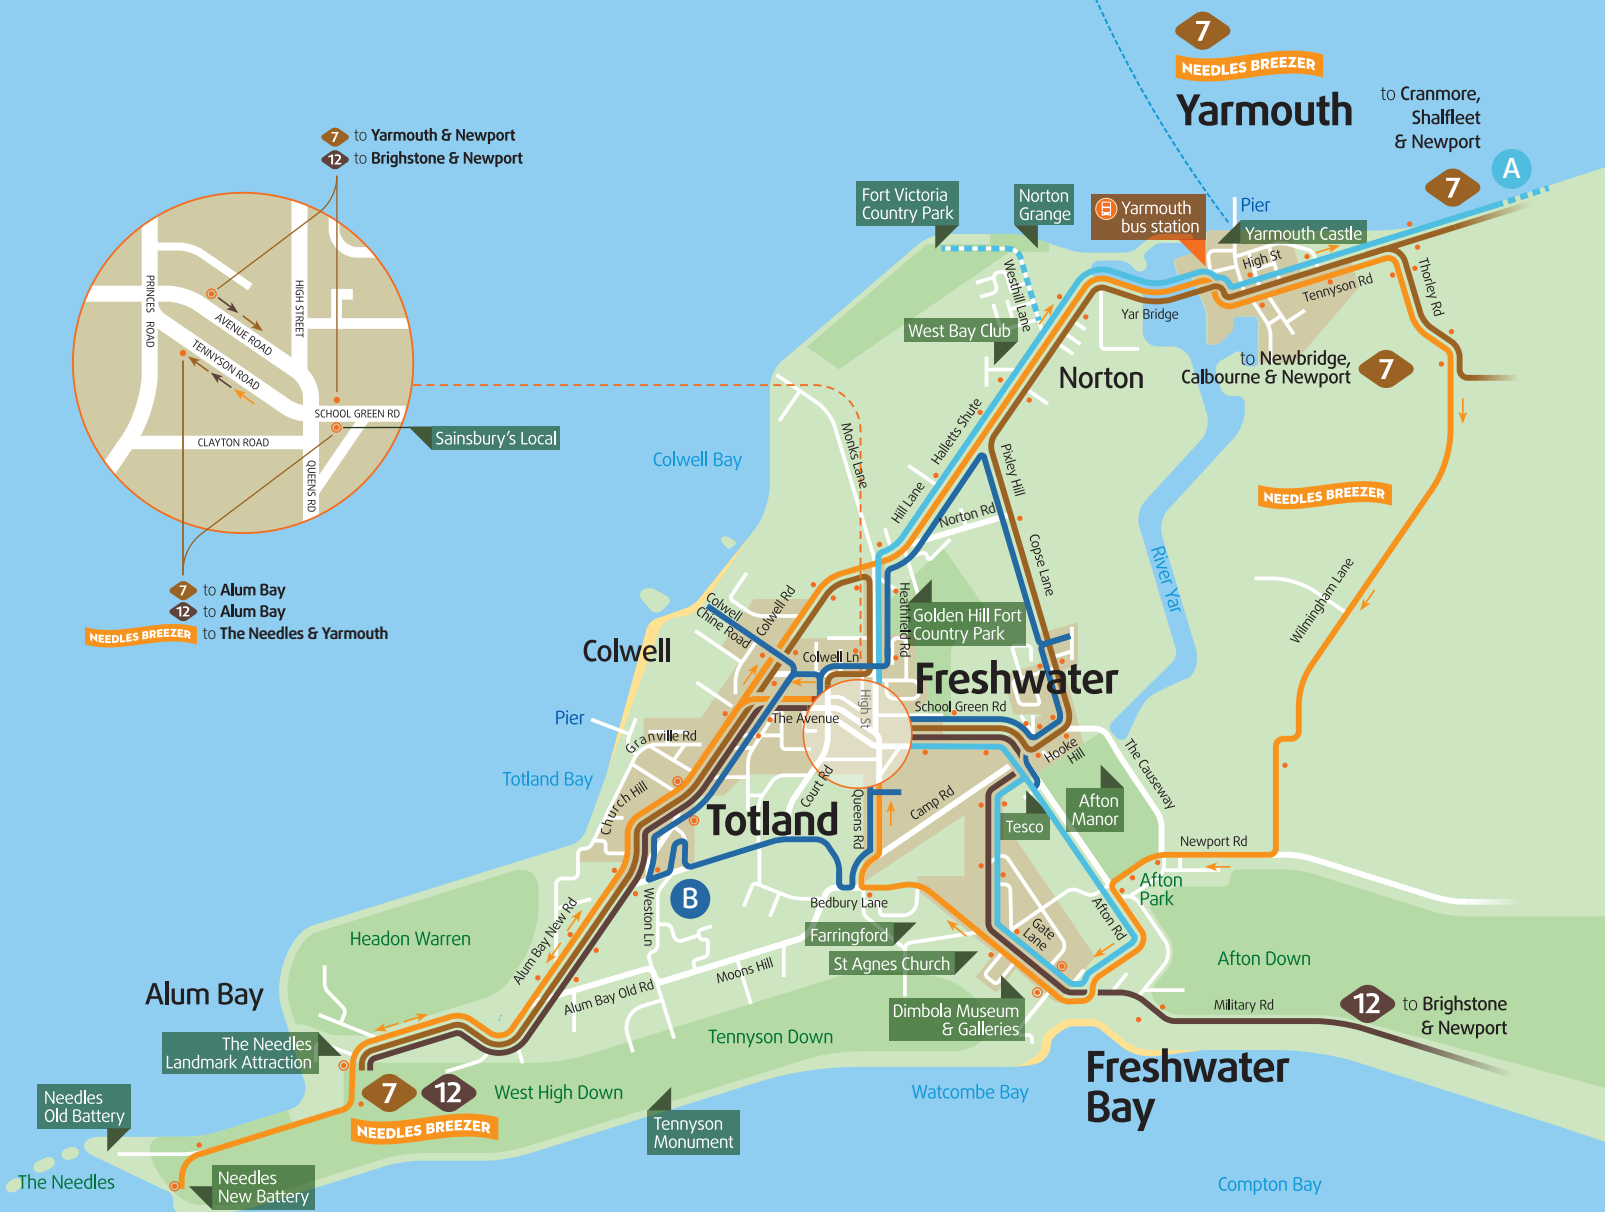 7
NEEDLES BREEZER
Yarmouth
to Cranmore,
Shalfleet
& Newport
7
A
7 to Yarmouth & Newport
12 to Brighstone & Newport
PRINCES ROAD
HIGH STREET
AVENUE ROAD
TENNYSON ROAD
SCHOOL GREEN RD
CLAYTON ROAD
QUEENS RD
Sainsbury's Local
7 to Alum Bay
12 to Alum Bay
NEEDLES BREEZER to The Needles & Yarmouth
Fort Victoria
Country Park
Norton
Grange
Yarmouth
bus station
Pier
Yarmouth Castle
High St
Tennyson Rd
Thorley Rd
Westhill Lane
Yar Bridge
West Bay Club
Norton
to Newbridge,
Calbourne & Newport
7
NEEDLES BREEZER
Colwell Bay
Monks Lane
Halletts Shute
Hill Lane
Pixley Hill
Norton Rd
Copse Lane
River Yar
Wilmingham Lane
Colwell
Chine Road
Colwell Rd
Heathfield Rd
Golden Hill Fort
Country Park
Colwell
Colwell Ln
Freshwater
School Green Rd
High St
The Avenue
Pier
Granville Rd
Hooke
Hill
The Causeway
Totland Bay
Church Hill
Totland
Court Rd
Queens Rd
Camp Rd
Tesco
Afton
Manor
Newport Rd
B
Weston Ln
Bedbury Lane
Afton
Park
Afton Rd
Gate
Lane
Farringford
St Agnes Church
Headon Warren
Alum Bay New Rd
Moons Hill
Alum Bay Old Rd
Afton Down
Alum Bay
Dimbola Museum
& Galleries
Military Rd
12 to Brighstone
& Newport
Tennyson Down
The Needles
Landmark Attraction
Freshwater
Bay
7
12
NEEDLES BREEZER
West High Down
Watcombe Bay
Needles
Old Battery
Tennyson
Monument
The Needles
Needles
New Battery
Compton Bay